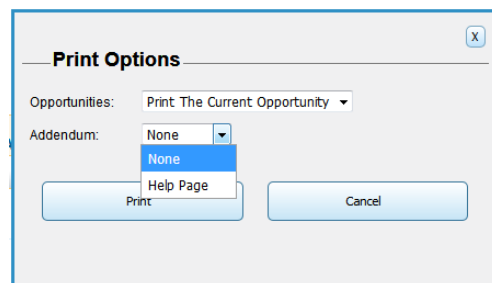 X
Print Options
Opportunities: Print The Current Opportunity
Addendum: None
None
Help Page
Print Cancel